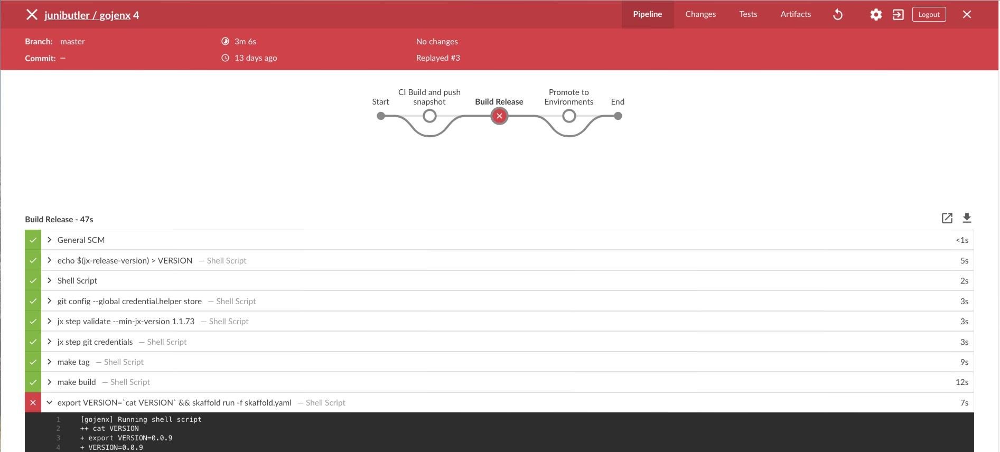 junibutler / gojenx 4
Pipeline Changes Tests Artifacts Logout
Branch: master 3m 6s No changes
Commit: — 13 days ago Replayed #3
CI Build and push Promote to
Start snapshot Build Release Environments End
Build Release - 47s
General SCM <1s
echo $(jx-release-version) > VERSION — Shell Script 5s
Shell Script 2s
git config --global credential.helper store — Shell Script 3s
jx step validate --min-jx-version 1.1.73 — Shell Script 3s
jx step git credentials — Shell Script 3s
make tag — Shell Script 9s
make build — Shell Script 12s
export VERSION=`cat VERSION` && skaffold run -f skaffold.yaml — Shell Script 7s
1 [gojenx] Running shell script
2 ++ cat VERSION
3 + export VERSION=0.0.9
4 + VERSION=0.0.9